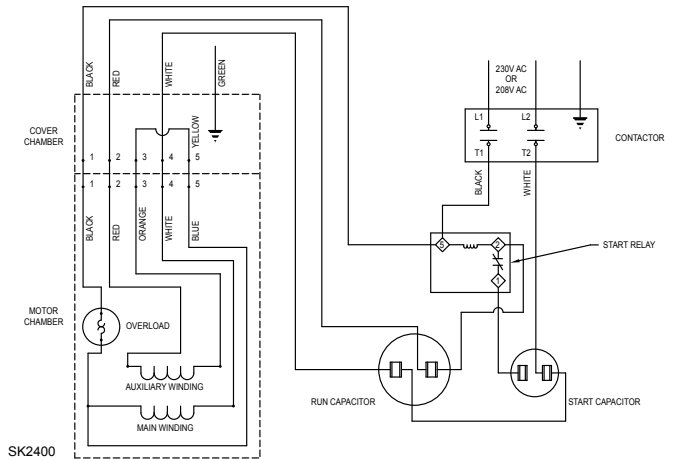 BLACK
RED
WHITE
GREEN
230V AC
OR
208V AC
L1
L2
COVER
CHAMBER
YELLOW
CONTACTOR
1
2
3
4
5
T1
T2
1
2
3
4
5
BLACK
WHITE
BLACK
RED
ORANGE
WHITE
BLUE
5
2
START RELAY
1
MOTOR
CHAMBER
OVERLOAD
AUXILIARY WINDING
RUN CAPACITOR
START CAPACITOR
MAIN WINDING
SK2400